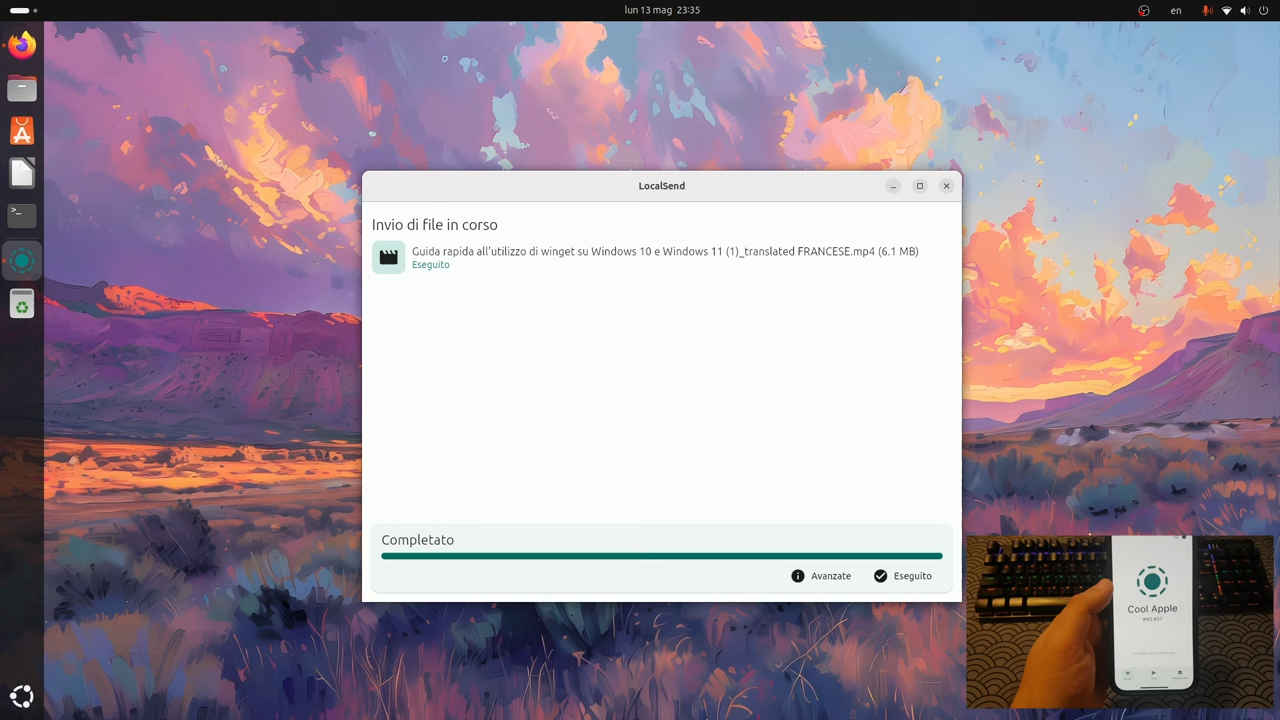 lun 13 mag 23:35
en
LocalSend
Invio di file in corso
Guida rapida all'utilizzo di winget su Windows 10 e Windows 11 (1)_translated FRANCESE.mp4 (6.1 MB)
Eseguito
Completato
Avanzate
Eseguito
Cool Apple